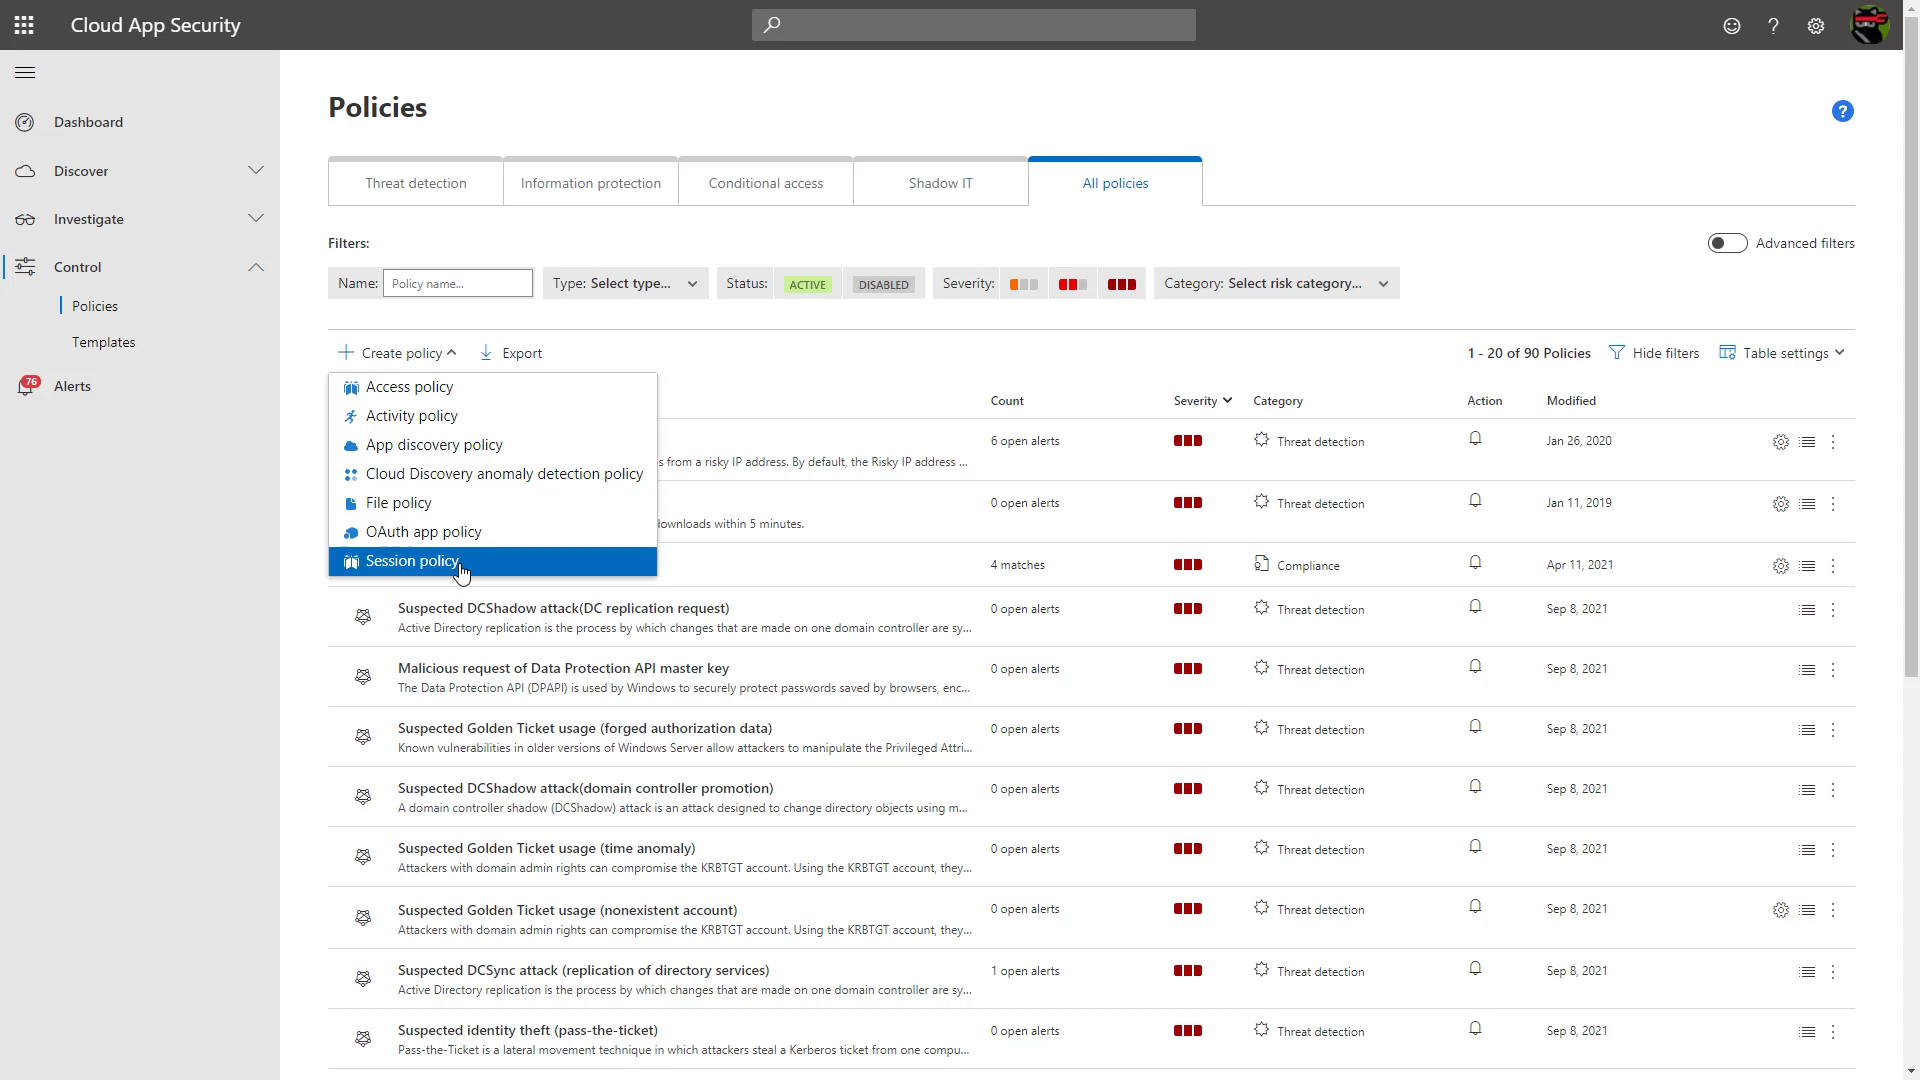 Cloud App Security
Dashboard
Discover
Investigate
Control
Policies
Templates
76
Alerts
Policies
?
Threat detection
Information protection
Conditional access
Shadow IT
All policies
Filters:
Advanced filters
Name: Policy name...
Type: Select type...
Status: ACTIVE DISABLED
Severity:
Category: Select risk category...
Create policy
Export
1 - 20 of 90 Policies
Hide filters
Table settings
Access policy
Activity policy
App discovery policy
Cloud Discovery anomaly detection policy
File policy
OAuth app policy
Session policy
Count Severity Category Action Modified
6 open alerts Threat detection Jan 26, 2020
s from a risky IP address. By default, the Risky IP address ...
0 open alerts Threat detection Jan 11, 2019
downloads within 5 minutes.
4 matches Compliance Apr 11, 2021
Suspected DCShadow attack(DC replication request) 0 open alerts Threat detection Sep 8, 2021
Active Directory replication is the process by which changes that are made on one domain controller are sy...
Malicious request of Data Protection API master key 0 open alerts Threat detection Sep 8, 2021
The Data Protection API (DPAPI) is used by Windows to securely protect passwords saved by browsers, enc...
Suspected Golden Ticket usage (forged authorization data) 0 open alerts Threat detection Sep 8, 2021
Known vulnerabilities in older versions of Windows Server allow attackers to manipulate the Privileged Attri...
Suspected DCShadow attack(domain controller promotion) 0 open alerts Threat detection Sep 8, 2021
A domain controller shadow (DCShadow) attack is an attack designed to change directory objects using m...
Suspected Golden Ticket usage (time anomaly) 0 open alerts Threat detection Sep 8, 2021
Attackers with domain admin rights can compromise the KRBTGT account. Using the KRBTGT account, they...
Suspected Golden Ticket usage (nonexistent account) 0 open alerts Threat detection Sep 8, 2021
Attackers with domain admin rights can compromise the KRBTGT account. Using the KRBTGT account, they...
Suspected DCSync attack (replication of directory services) 1 open alerts Threat detection Sep 8, 2021
Active Directory replication is the process by which changes that are made on one domain controller are sy...
Suspected identity theft (pass-the-ticket) 0 open alerts Threat detection Sep 8, 2021
Pass-the-Ticket is a lateral movement technique in which attackers steal a Kerberos ticket from one compu...